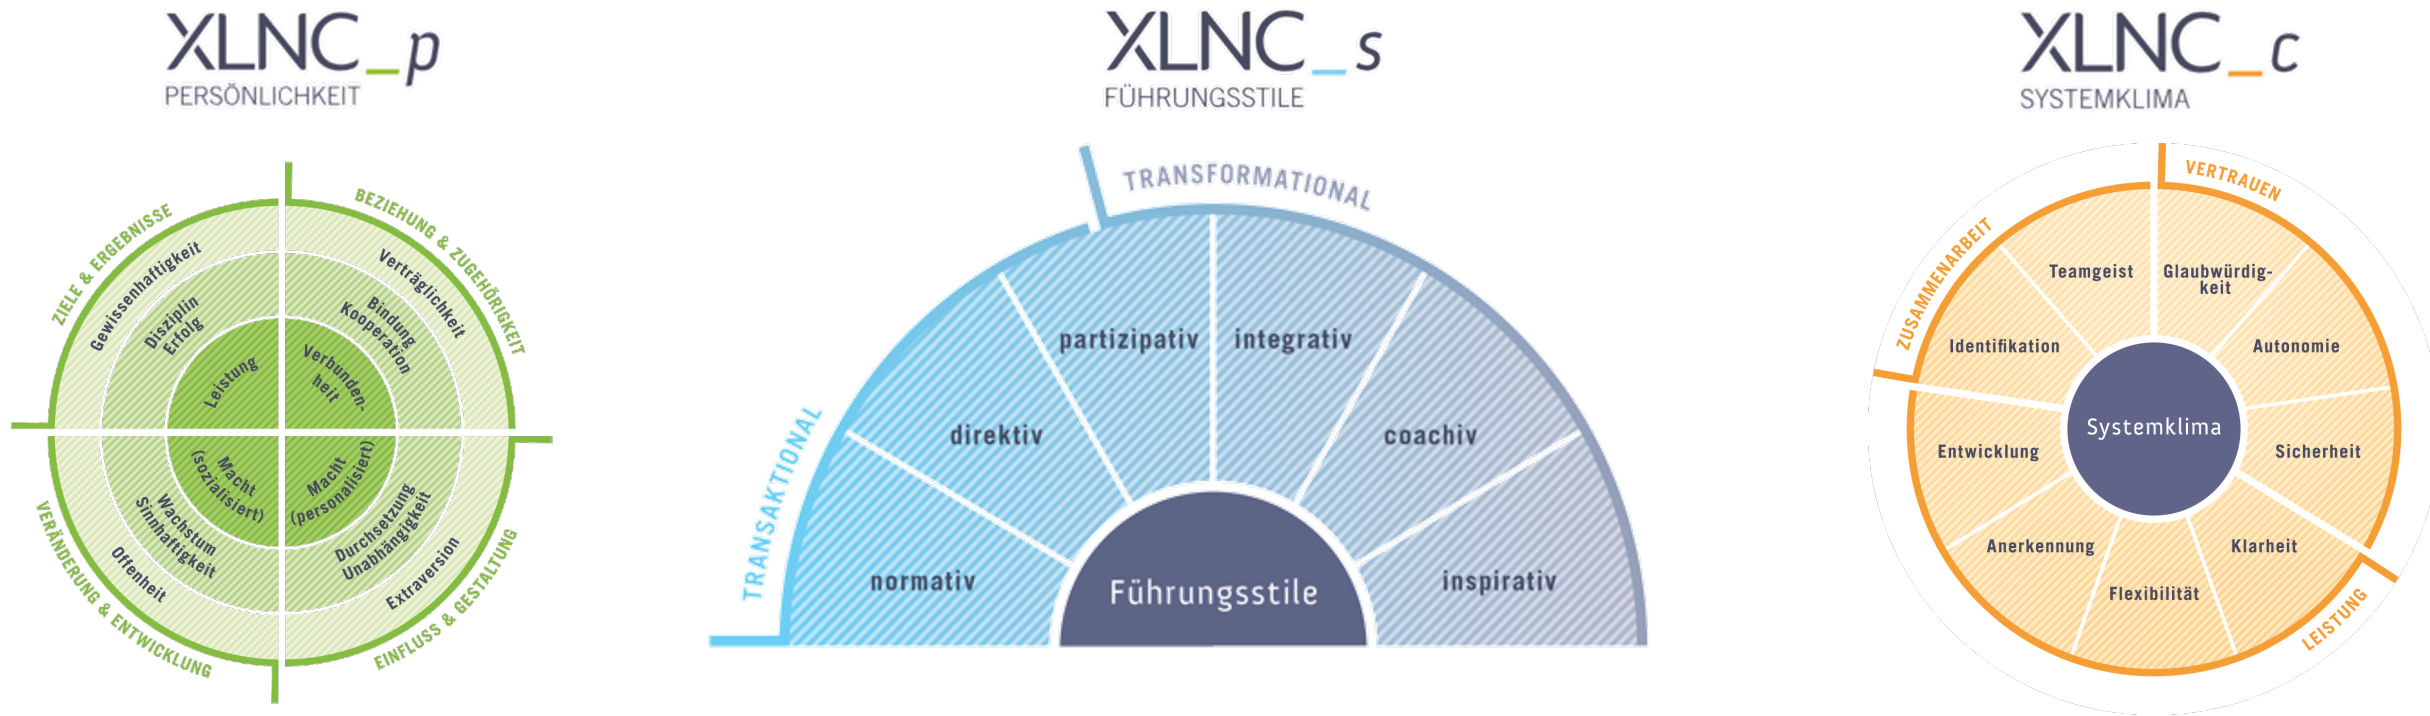 XLNC_p
PERSÖNLICHKEIT
ZIELE & ERGEBNISSE
BEZIEHUNG & ZUGEHÖRIGKEIT
Gewissenhaftigkeit
Disziplin
Erfolg
Leistung
Verträglichkeit
Bindung
Kooperation
Verbunden-
heit
Macht
(sozialisiert)
Wachstum
Sinnhaftigkeit
Offenheit
VERÄNDERUNG & ENTWICKLUNG
Macht
(personalisiert)
Durchsetzung
Unabhängigkeit
Extraversion
EINFLUSS & GESTALTUNG
XLNC_s
FÜHRUNGSSTILE
TRANSAKTIONAL
TRANSFORMATIONAL
normativ
direktiv
partizipativ
integrativ
coachiv
inspirativ
Führungsstile
XLNC_c
SYSTEMKLIMA
VERTRAUEN
ZUSAMMENARBEIT
Teamgeist
Glaubwürdig-
keit
Identifikation
Autonomie
Systemklima
Entwicklung
Sicherheit
Anerkennung
Klarheit
Flexibilität
LEISTUNG